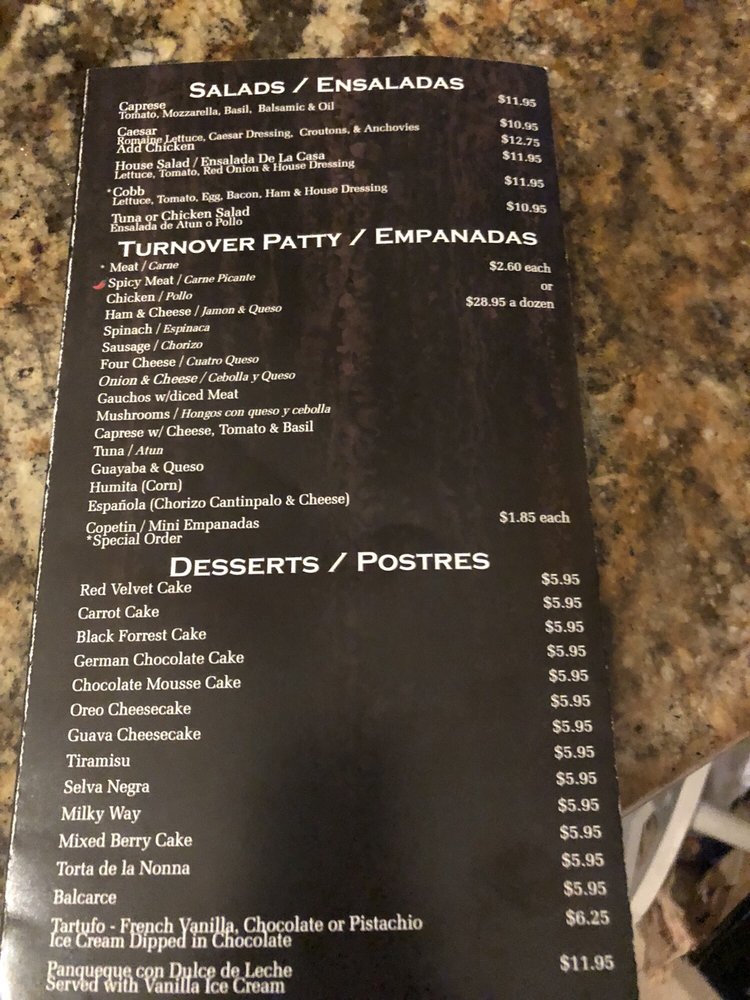 SALADS / ENSALADAS
Caprese $11.95
Tomato, Mozzarella, Basil, Balsamic & Oil
Caesar $10.95
Romaine Lettuce, Caesar Dressing, Croutons, & Anchovies
Add Chicken $12.75
House Salad / Ensalada De La Casa $11.95
Lettuce, Tomato, Red Onion & House Dressing
*Cobb $11.95
Lettuce, Tomato, Egg, Bacon, Ham & House Dressing
Tuna or Chicken Salad $10.95
Ensalada de Atun o Pollo
TURNOVER PATTY / EMPANADAS
* Meat / Carne $2.60 each
Spicy Meat / Carne Picante or
Chicken / Pollo $28.95 a dozen
Ham & Cheese / Jamon & Queso
Spinach / Espinaca
Sausage / Chorizo
Four Cheese / Cuatro Queso
Onion & Cheese / Cebolla y Queso
Gauchos w/diced Meat
Mushrooms / Hongos con queso y cebolla
Caprese w/ Cheese, Tomato & Basil
Tuna / Atun
Guayaba & Queso
Humita (Corn)
Española (Chorizo Cantinpalo & Cheese)
Copetin / Mini Empanadas $1.85 each
*Special Order
DESSERTS / POSTRES
Red Velvet Cake $5.95
Carrot Cake $5.95
Black Forrest Cake $5.95
German Chocolate Cake $5.95
Chocolate Mousse Cake $5.95
Oreo Cheesecake $5.95
Guava Cheesecake $5.95
Tiramisu $5.95
Selva Negra $5.95
Milky Way $5.95
Mixed Berry Cake $5.95
Torta de la Nonna $5.95
Balcarce $5.95
Tartufo - French Vanilla, Chocolate or Pistachio $6.25
Ice Cream Dipped in Chocolate
Panqueque con Dulce de Leche $11.95
Served with Vanilla Ice Cream